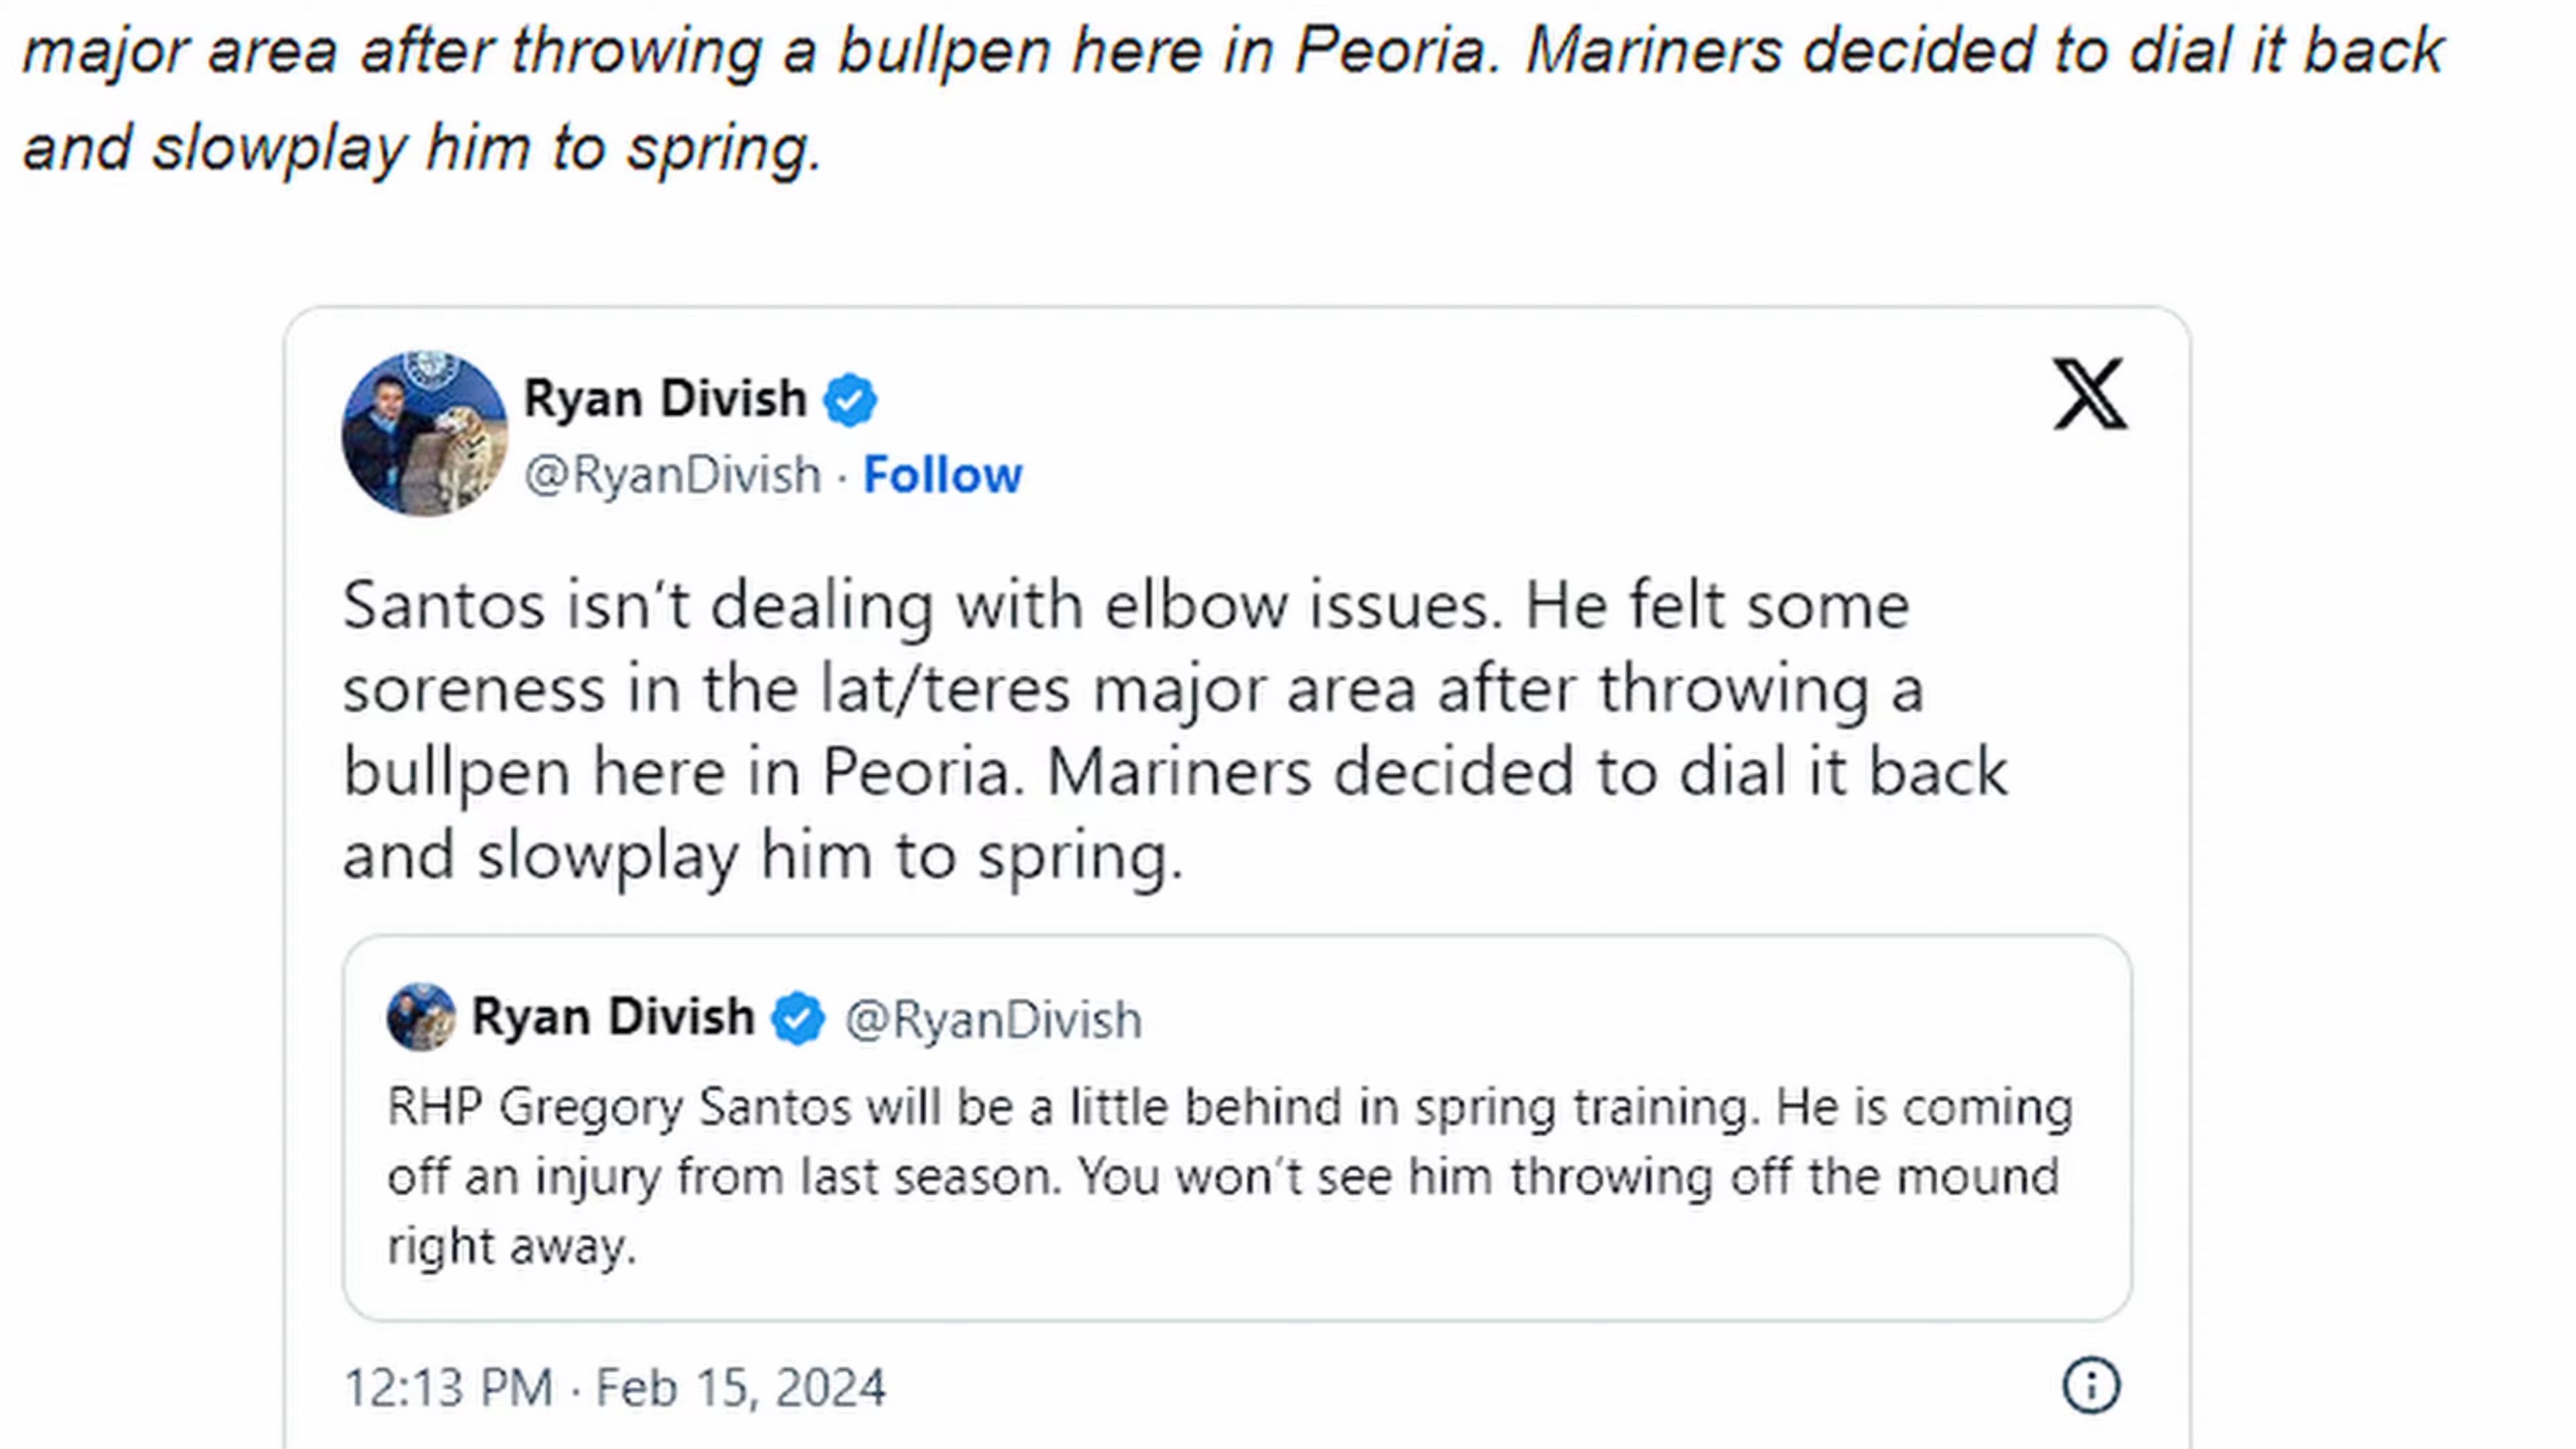 major area after throwing a bullpen here in Peoria. Mariners decided to dial it back
and slowplay him to spring.
Ryan Divish
@RyanDivish · Follow
Santos isn't dealing with elbow issues. He felt some
soreness in the lat/teres major area after throwing a
bullpen here in Peoria. Mariners decided to dial it back
and slowplay him to spring.
Ryan Divish @RyanDivish
RHP Gregory Santos will be a little behind in spring training. He is coming
off an injury from last season. You won't see him throwing off the mound
right away.
12:13 PM · Feb 15, 2024